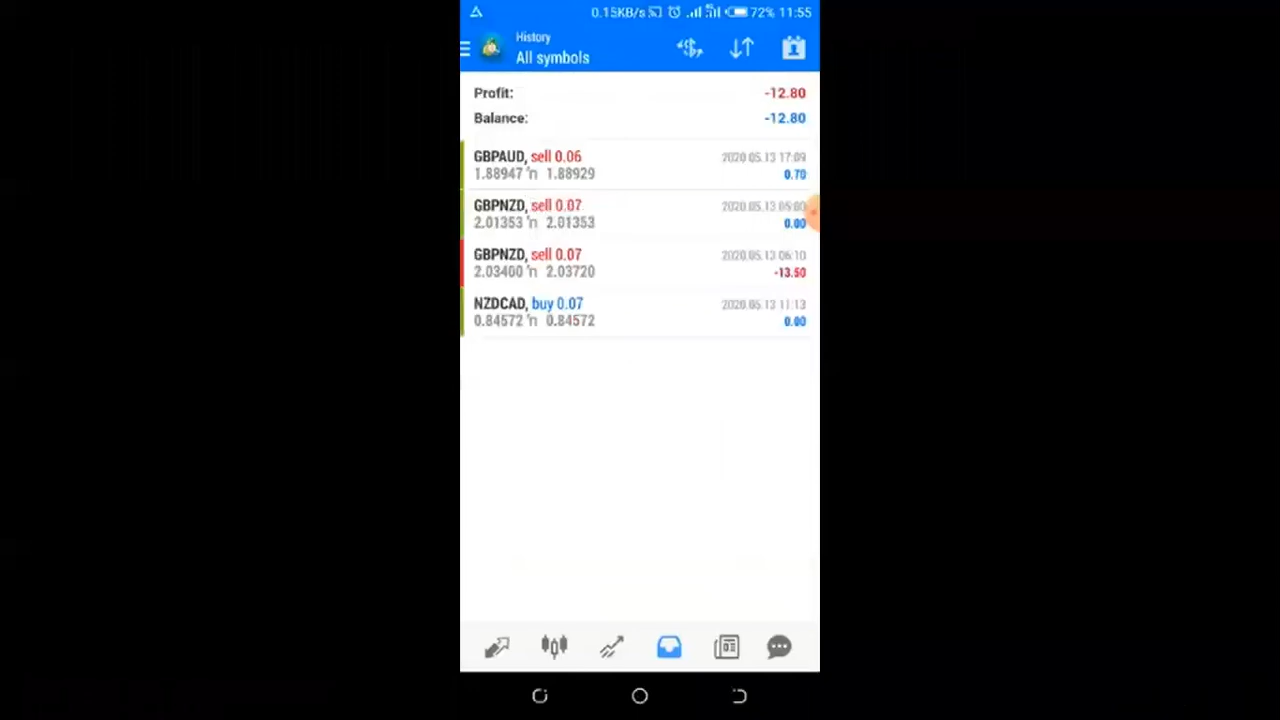 0.15KB/s 72% 11:55
History
All symbols
Profit: -12.80
Balance: -12.80
GBPAUD, sell 0.06 2020.05.13 17:09
1.88947 1.88929 0.70
GBPNZD, sell 0.07 2020.05.13
2.01353 2.01353 0.00
GBPNZD, sell 0.07 2020.05.13 06:10
2.03400 2.03720 -13.50
NZDCAD, buy 0.07 2020.05.13 11:13
0.84572 0.84572 0.00